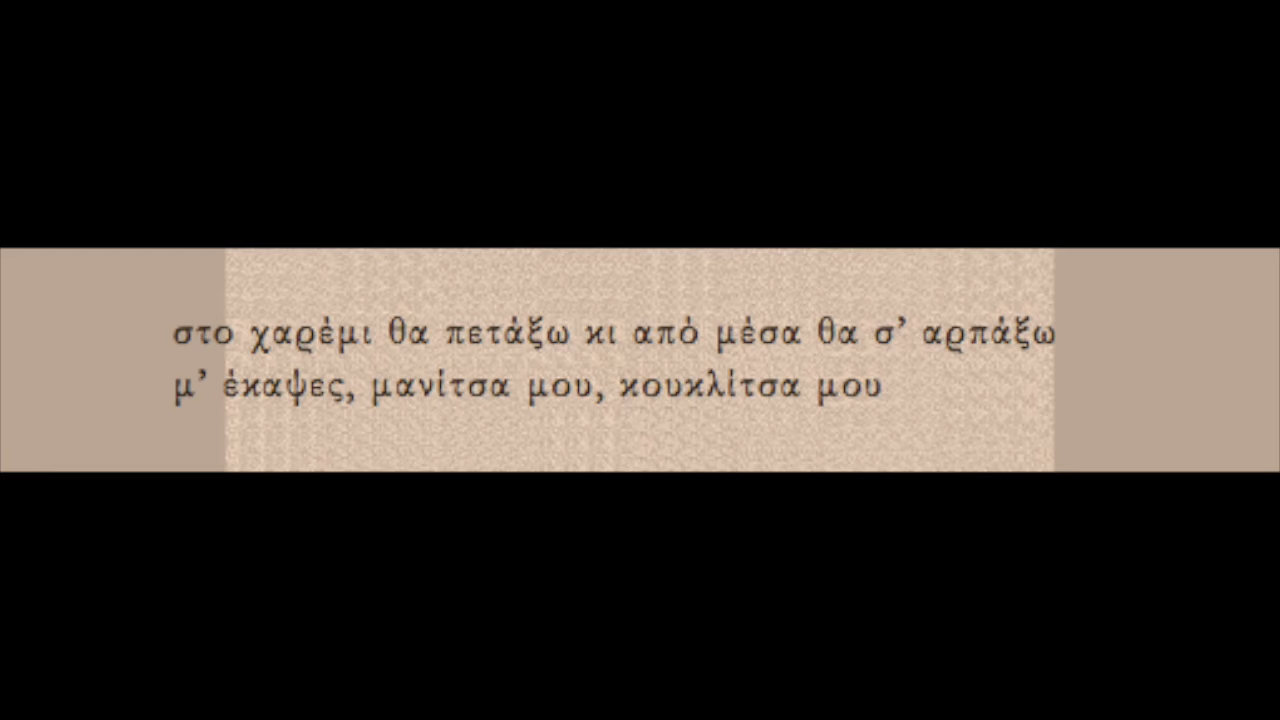 στο χαρέμι θα πετάξω κι από μέσα θα σ’ αρπάξω
μ’ έκαψες, μανίτσα μου, κουκλίτσα μου